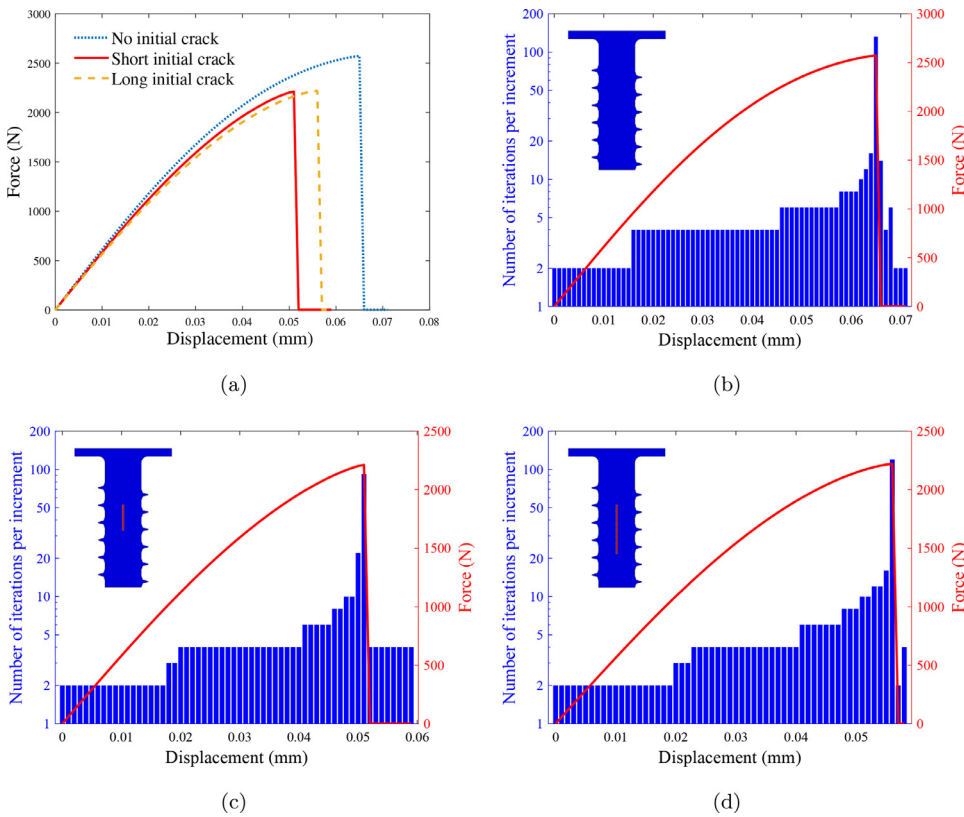 3000
2500
2000
1500
1000
500
0
Force (N)
No initial crack
Short initial crack
Long initial crack
0 0.01 0.02 0.03 0.04 0.05 0.06 0.07 0.08
Displacement (mm)
(a)
200
100
50
20
10
5
2
1
Number of iterations per increment
3000
2500
2000
1500
1000
500
0
Force (N)
0 0.01 0.02 0.03 0.04 0.05 0.06 0.07
Displacement (mm)
(b)
200
100
50
20
10
5
2
1
Number of iterations per increment
2500
2000
1500
1000
500
0
Force (N)
0 0.01 0.02 0.03 0.04 0.05 0.06
Displacement (mm)
(c)
200
100
50
20
10
5
2
1
Number of iterations per increment
2500
2000
1500
1000
500
0
Force (N)
0 0.01 0.02 0.03 0.04 0.05
Displacement (mm)
(d)